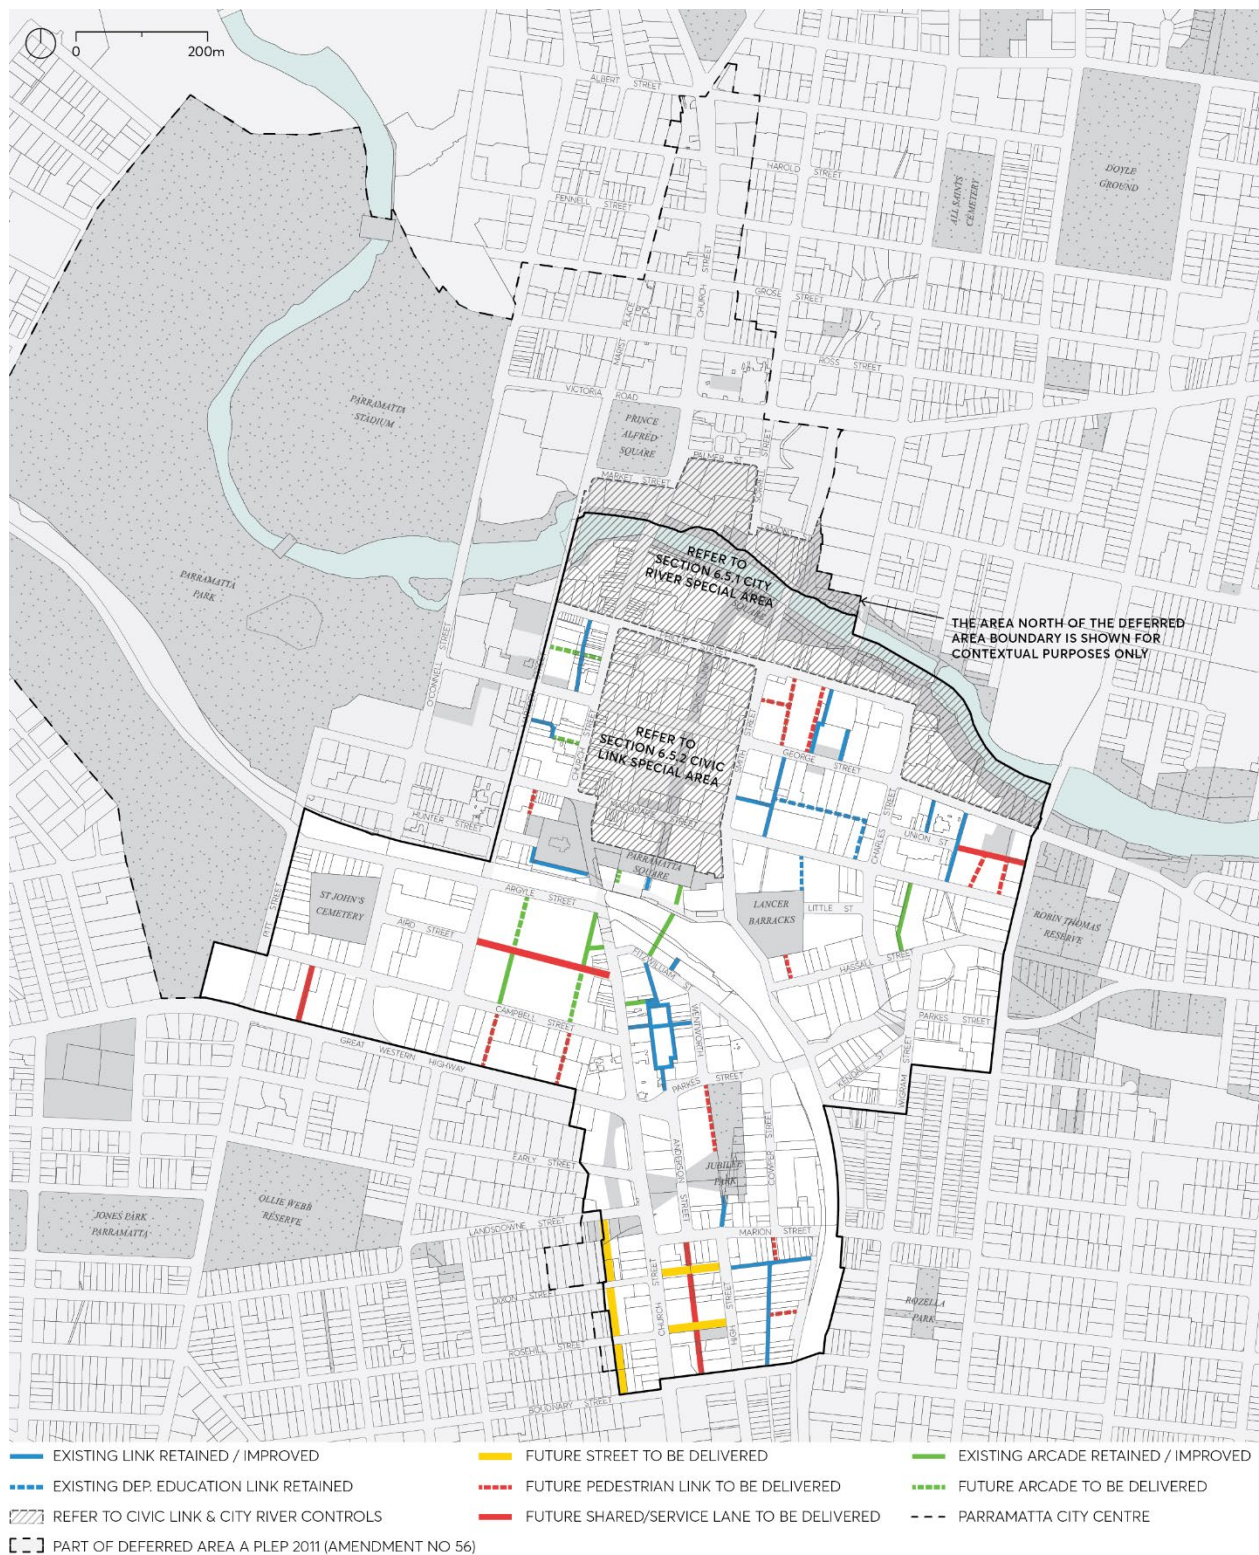 0 200m
ALBERT STREET
HAROLD STREET
FENNELL STREET
ALL SAINTS
CEMETERY
DOYLE
GROUND
CHURCH STREET
GROSE STREET
MARIST PLACE
ROSS STREET
VICTORIA ROAD
PARRAMATTA
STADIUM
PRINCE
ALFRED
SQUARE
PALMER ST
MARKET STREET
STREET
REFER TO
SECTION 6.5.1 CITY
RIVER SPECIAL AREA
SQUARE
PARRAMATTA
PARK
THE AREA NORTH OF THE DEFERRED
AREA BOUNDARY IS SHOWN FOR
CONTEXTUAL PURPOSES ONLY
O'CONNELL STREET
STREET
REFER TO
SECTION 6.5.2 CIVIC
LINK SPECIAL AREA
CHURCH STREET
STREET
GEORGE STREET
MACQUARIE STREET
HUNTER STREET
CHARLES STREET
UNION ST
PARRAMATTA
SQUARE
PITT STREET
ST JOHN'S
CEMETERY
ARGYLE STREET
AIRD STREET
LANCER
BARRACKS
LITTLE ST
ROBIN THOMAS
RESERVE
HASSALL STREET
FITZWILLIAM ST
CAMPBELL STREET
WENTWORTH
PARKES STREET
GREAT WESTERN HIGHWAY
PARKES STREET
KENDALL ST
WIGRAM STREET
ANDERSON STREET
COWPER STREET
EARLY STREET
JUBILEE
PARK
OLLIE WEBB
RESERVE
JONES PARK
PARRAMATTA
LANSDOWNE STREET
MARION STREET
CHURCH STREET
HIGH STREET
DIXON STREET
ROZELLA
PARK
ROSEHILL STREET
BOUNDARY STREET
EXISTING LINK RETAINED / IMPROVED
FUTURE STREET TO BE DELIVERED
EXISTING ARCADE RETAINED / IMPROVED
EXISTING DEP. EDUCATION LINK RETAINED
FUTURE PEDESTRIAN LINK TO BE DELIVERED
FUTURE ARCADE TO BE DELIVERED
REFER TO CIVIC LINK & CITY RIVER CONTROLS
FUTURE SHARED/SERVICE LANE TO BE DELIVERED
PARRAMATTA CITY CENTRE
PART OF DEFERRED AREA A PLEP 2011 (AMENDMENT NO 56)